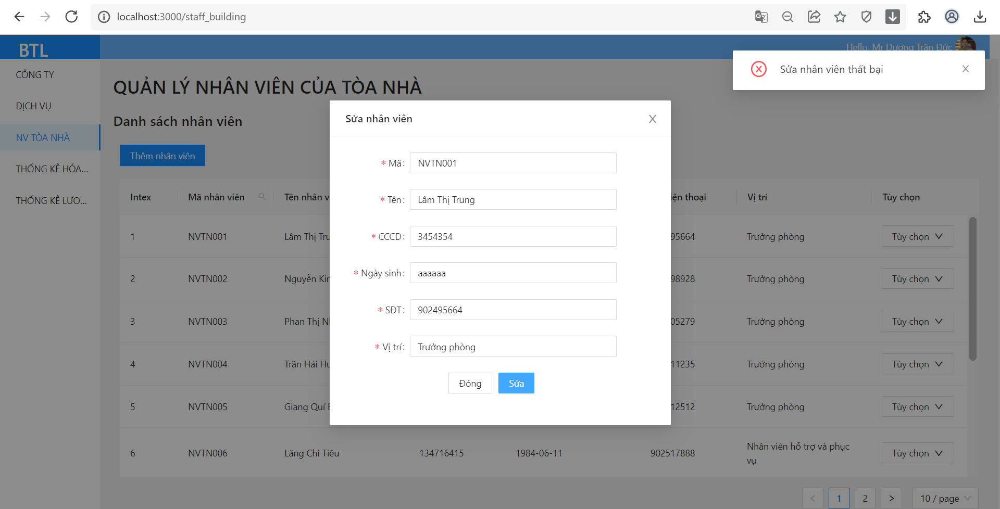 localhost:3000/staff_building
BTL
Hello, Mr Dương Trần Đức
Sửa nhân viên thất bại
CÔNG TY
DỊCH VỤ
NV TÒA NHÀ
THỐNG KÊ HÓA...
THỐNG KÊ LƯƠ...
QUẢN LÝ NHÂN VIÊN CỦA TÒA NHÀ
Danh sách nhân viên
Thêm nhân viên
Sửa nhân viên
* Mã: NVTN001
* Tên: Lâm Thị Trung
* CCCD: 3454354
* Ngày sinh: aaaaaa
* SĐT: 902495664
* Vị trí: Trưởng phòng
Đóng Sửa
Intex Mã nhân viên Tên nhân v iện thoại Vị trí Tùy chọn
1 NVTN001 Lâm Thị Tru 95664 Trưởng phòng Tùy chọn
2 NVTN002 Nguyễn Kin 98928 Trưởng phòng Tùy chọn
3 NVTN003 Phan Thị N 05279 Trưởng phòng Tùy chọn
4 NVTN004 Trần Hải Hu 11235 Trưởng phòng Tùy chọn
5 NVTN005 Giang Quí 12512 Trưởng phòng Tùy chọn
6 NVTN006 Lăng Chi Tiêu 134716415 1984-06-11 902517888 Nhân viên hỗ trợ và phục vụ Tùy chọn
< 1 2 > 10 / page